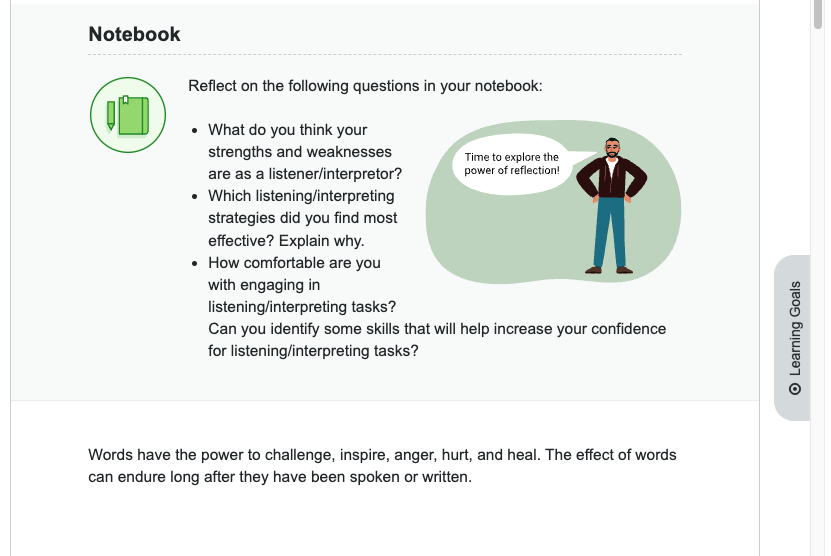 Notebook
Reflect on the following questions in your notebook:
• What do you think your
strengths and weaknesses
are as a listener/interpretor?
• Which listening/interpreting
strategies did you find most
effective? Explain why.
• How comfortable are you
with engaging in
listening/interpreting tasks?
Can you identify some skills that will help increase your confidence
for listening/interpreting tasks?
Time to explore the
power of reflection!
Learning Goals
Words have the power to challenge, inspire, anger, hurt, and heal. The effect of words
can endure long after they have been spoken or written.